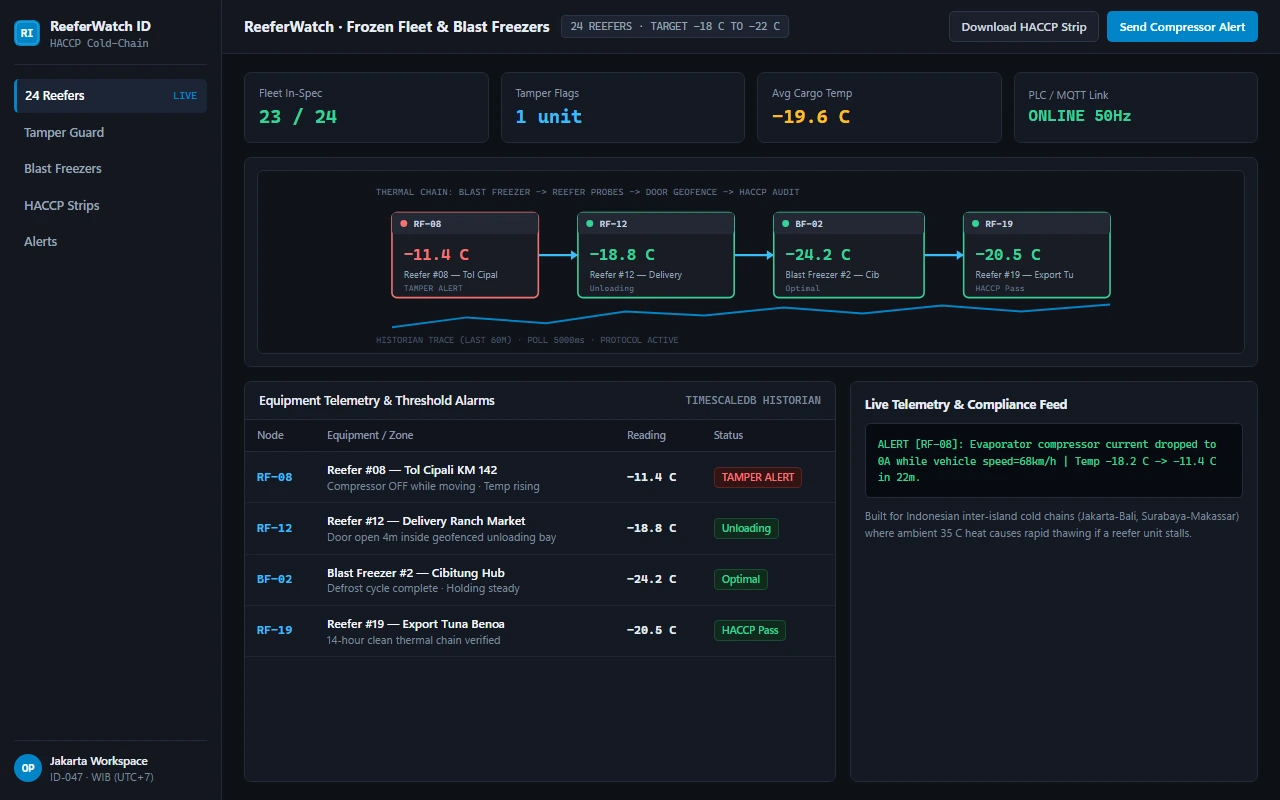 RI
ReeferWatch ID
HACCP Cold-Chain
24 Reefers LIVE
Tamper Guard
Blast Freezers
HACCP Strips
Alerts
OP
Jakarta Workspace
ID-047 · WIB (UTC+7)
ReeferWatch · Frozen Fleet & Blast Freezers
24 REEFERS · TARGET −18 C TO −22 C
Download HACCP Strip
Send Compressor Alert
Fleet In-Spec
23 / 24
Tamper Flags
1 unit
Avg Cargo Temp
−19.6 C
PLC / MQTT Link
ONLINE 50Hz
THERMAL CHAIN: BLAST FREEZER —> REEFER PROBES —> DOOR GEOFENCE —> HACCP AUDIT
RF-08
−11.4 C
Reefer #08 — Tol Cipal
TAMPER ALERT
RF-12
−18.8 C
Reefer #12 — Delivery
Unloading
BF-02
−24.2 C
Blast Freezer #2 — Cib
Optimal
RF-19
−20.5 C
Reefer #19 — Export Tu
HACCP Pass
HISTORIAN TRACE (LAST 60M) · POLL 5000ms · PROTOCOL ACTIVE
Equipment Telemetry & Threshold Alarms
TIMESCALEDB HISTORIAN
Node Equipment / Zone Reading Status
RF-08 Reefer #08 — Tol Cipali KM 142 −11.4 C TAMPER ALERT
Compressor OFF while moving · Temp rising
RF-12 Reefer #12 — Delivery Ranch Market −18.8 C Unloading
Door open 4m inside geofenced unloading bay
BF-02 Blast Freezer #2 — Cibitung Hub −24.2 C Optimal
Defrost cycle complete · Holding steady
RF-19 Reefer #19 — Export Tuna Benoa −20.5 C HACCP Pass
14-hour clean thermal chain verified
Live Telemetry & Compliance Feed
ALERT [RF-08]: Evaporator compressor current dropped to
0A while vehicle speed=68km/h | Temp −18.2 C −> −11.4 C
in 22m.
Built for Indonesian inter-island cold chains (Jakarta-Bali, Surabaya-Makassar)
where ambient 35 C heat causes rapid thawing if a reefer unit stalls.